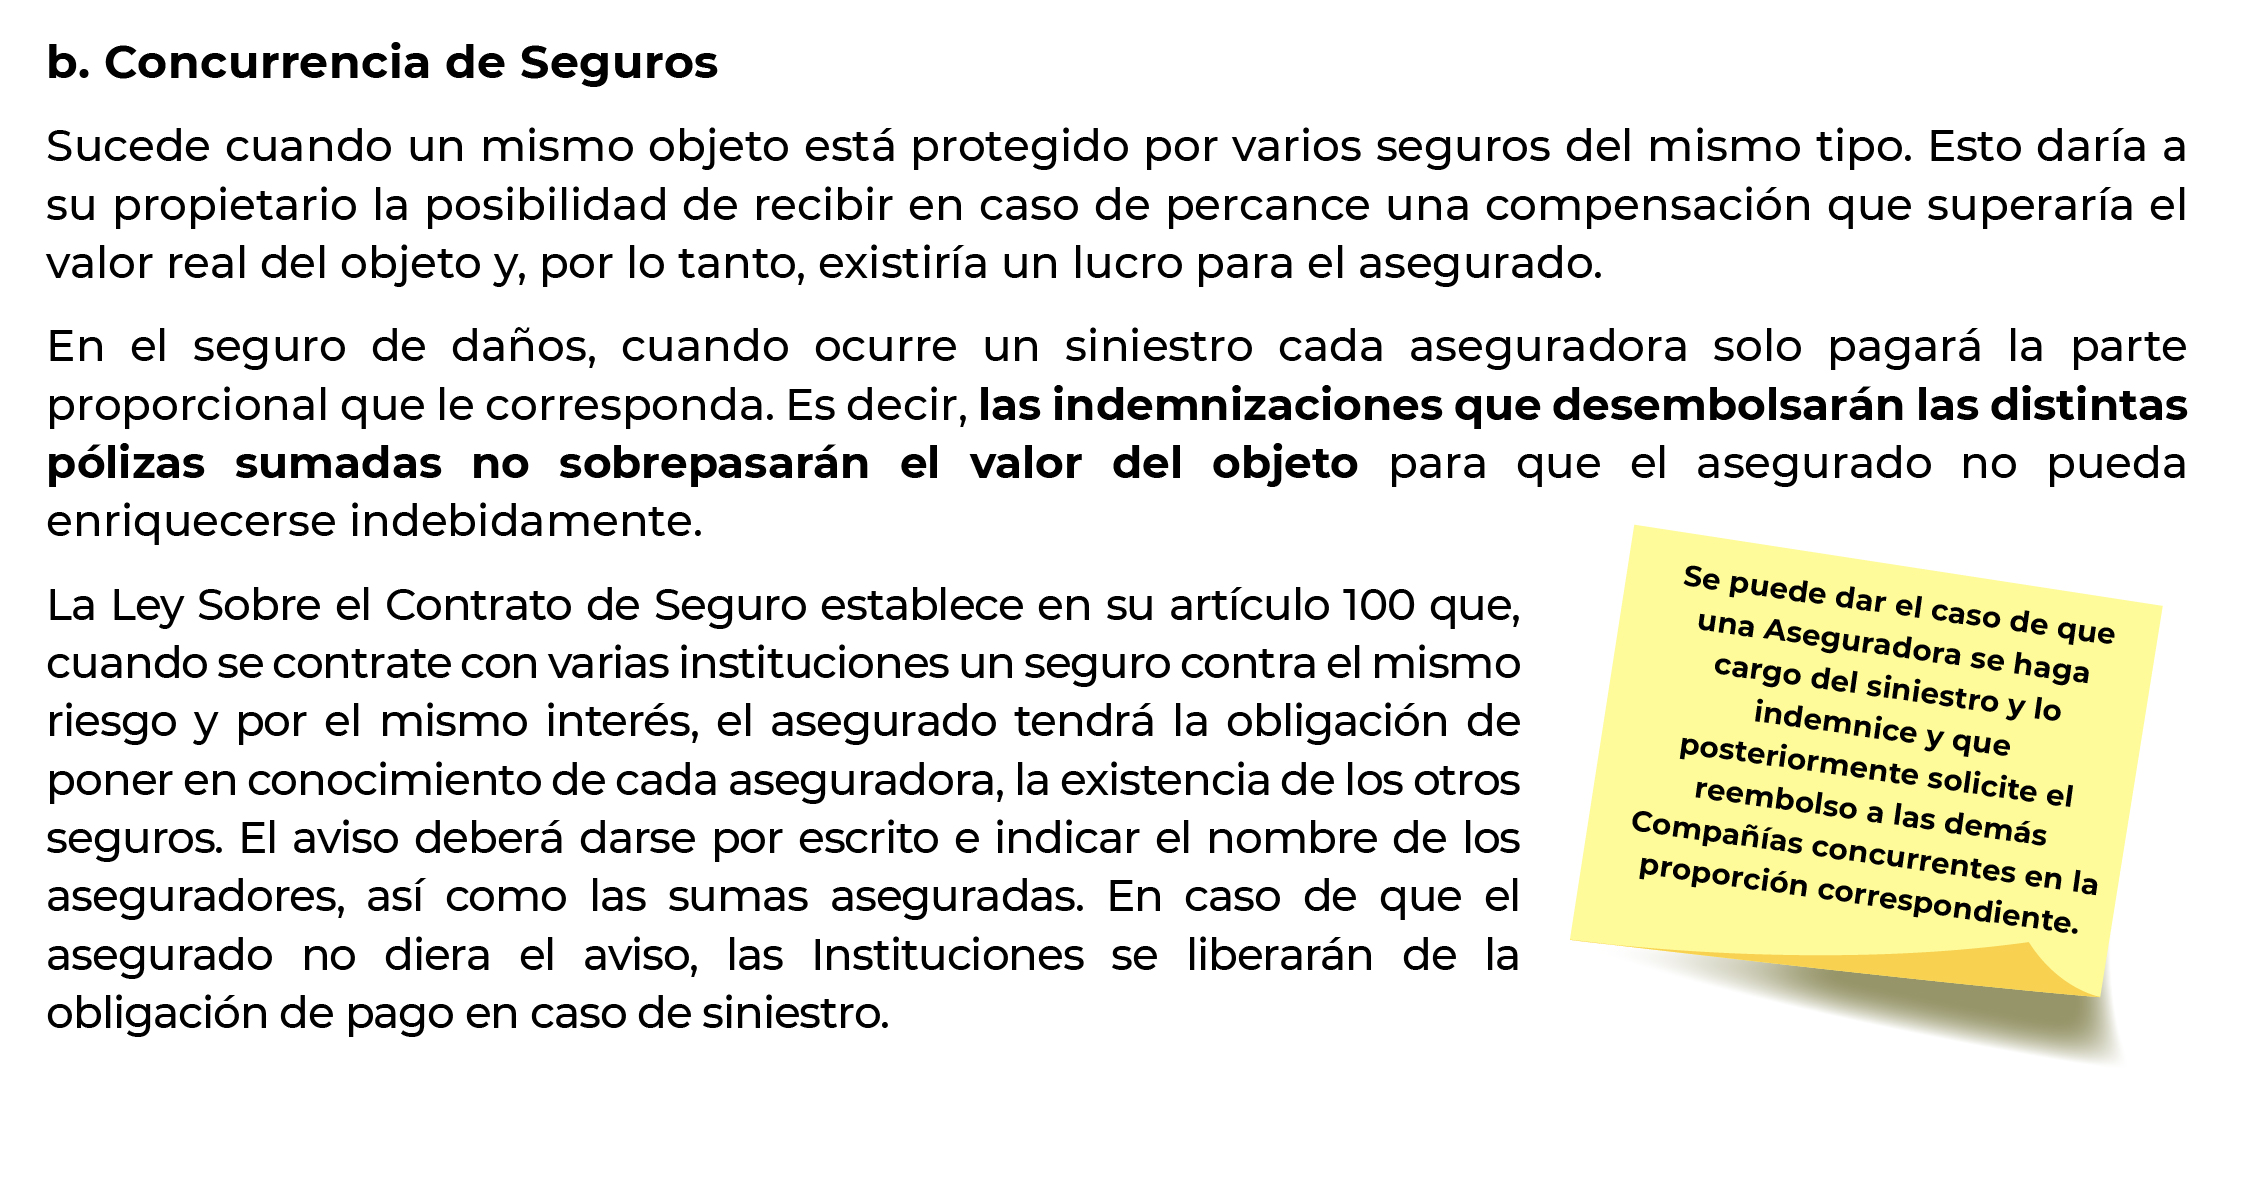 b. Concurrencia de Seguros
Sucede cuando un mismo objeto está protegido por varios seguros del mismo tipo. Esto daría a
su propietario la posibilidad de recibir en caso de percance una compensación que superaría el
valor real del objeto y, por lo tanto, existiría un lucro para el asegurado.
En el seguro de daños, cuando ocurre un siniestro cada aseguradora solo pagará la parte
proporcional que le corresponda. Es decir, las indemnizaciones que desembolsarán las distintas
pólizas sumadas no sobrepasarán el valor del objeto para que el asegurado no pueda
enriquecerse indebidamente.
La Ley Sobre el Contrato de Seguro establece en su artículo 100 que,
cuando se contrate con varias instituciones un seguro contra el mismo
riesgo y por el mismo interés, el asegurado tendrá la obligación de
poner en conocimiento de cada aseguradora, la existencia de los otros
seguros. El aviso deberá darse por escrito e indicar el nombre de los
aseguradores, así como las sumas aseguradas. En caso de que el
asegurado no diera el aviso, las Instituciones se liberarán de la
obligación de pago en caso de siniestro.
Se puede dar el caso de que
una Aseguradora se haga
cargo del siniestro y lo
indemnice y que
posteriormente solicite el
reembolso a las demás
Compañías concurrentes en la
proporción correspondiente.